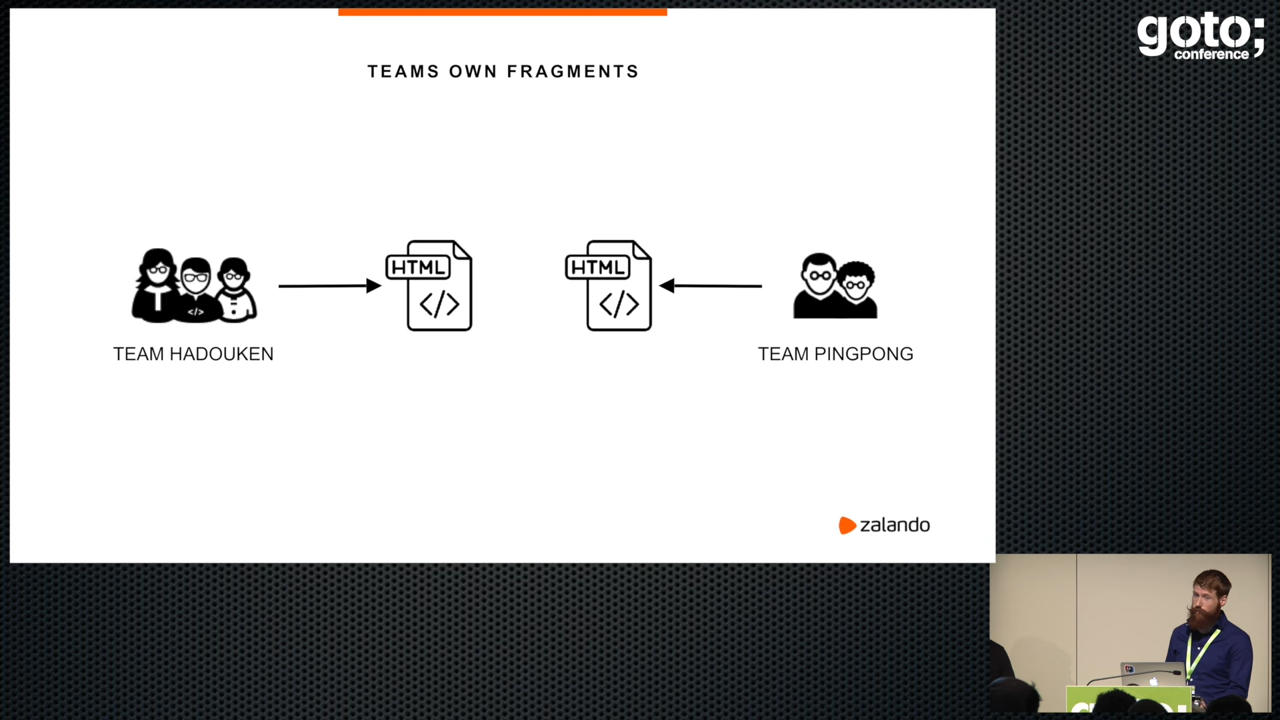 goto;
conference
TEAMS OWN FRAGMENTS
HTML
</>
HTML
</>
</>
TEAM HADOUKEN
TEAM PINGPONG
zalando